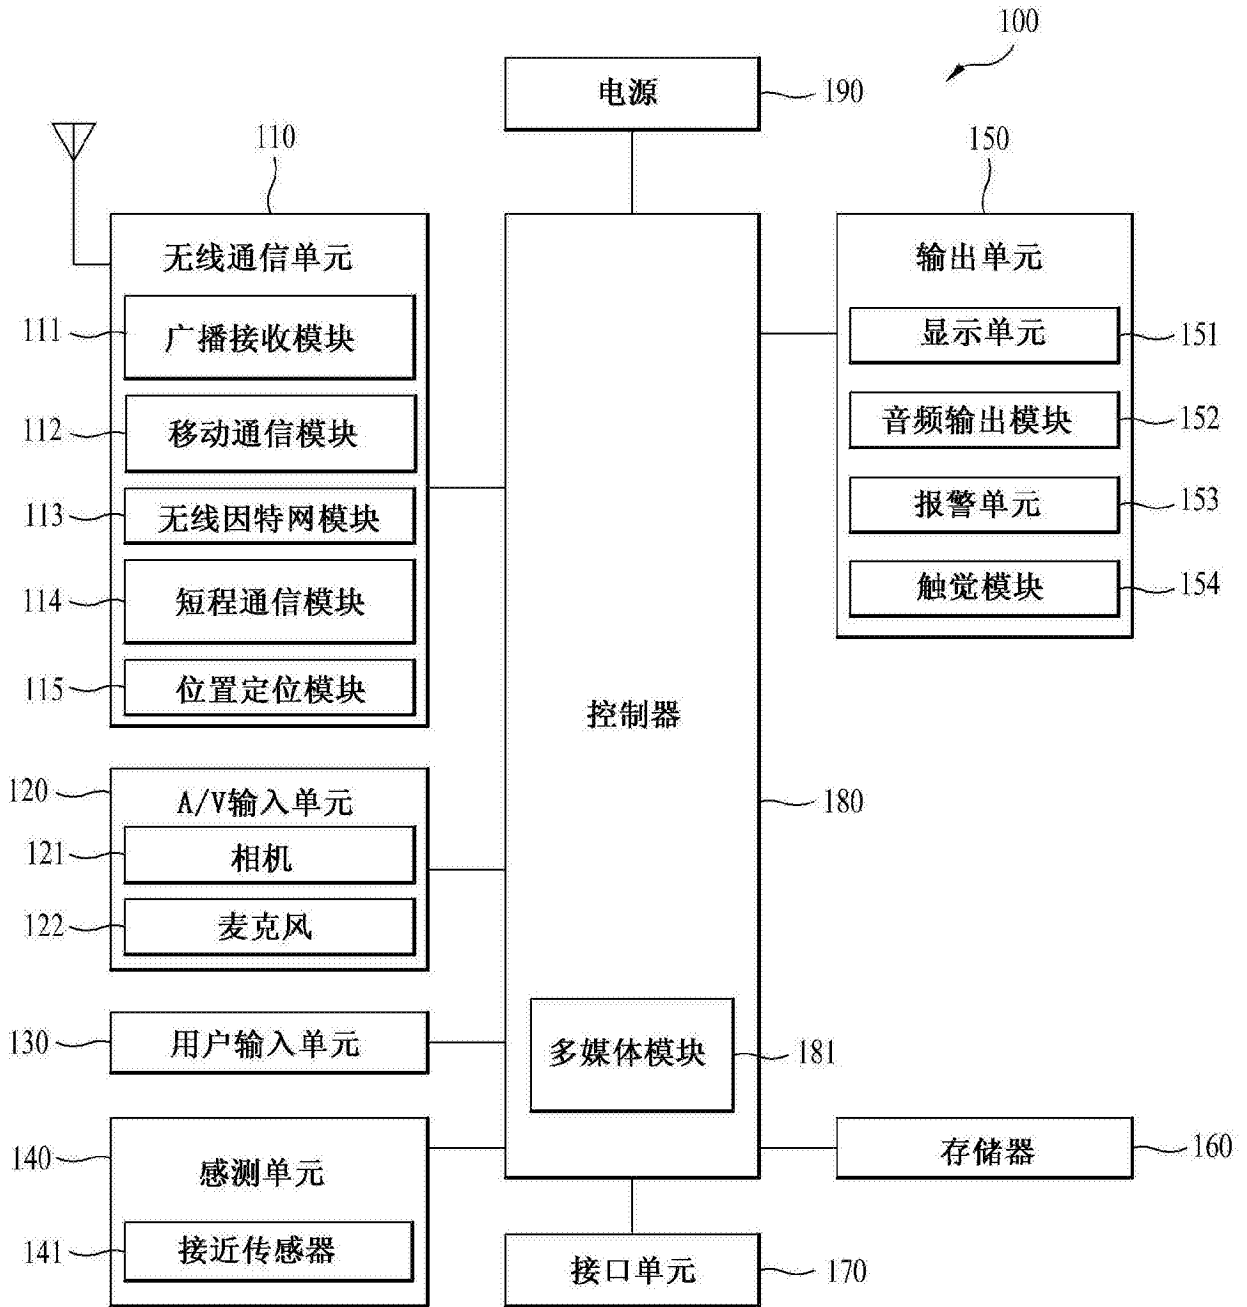 100
电源
190
110
无线通信单元
111
广播接收模块
112
移动通信模块
113
无线因特网模块
114
短程通信模块
115
位置定位模块
120
A/V输入单元
121
相机
122
麦克风
130
用户输入单元
140
感测单元
141
接近传感器
控制器
180
多媒体模块
181
150
输出单元
显示单元
151
音频输出模块
152
报警单元
153
触觉模块
154
存储器
160
接口单元
170